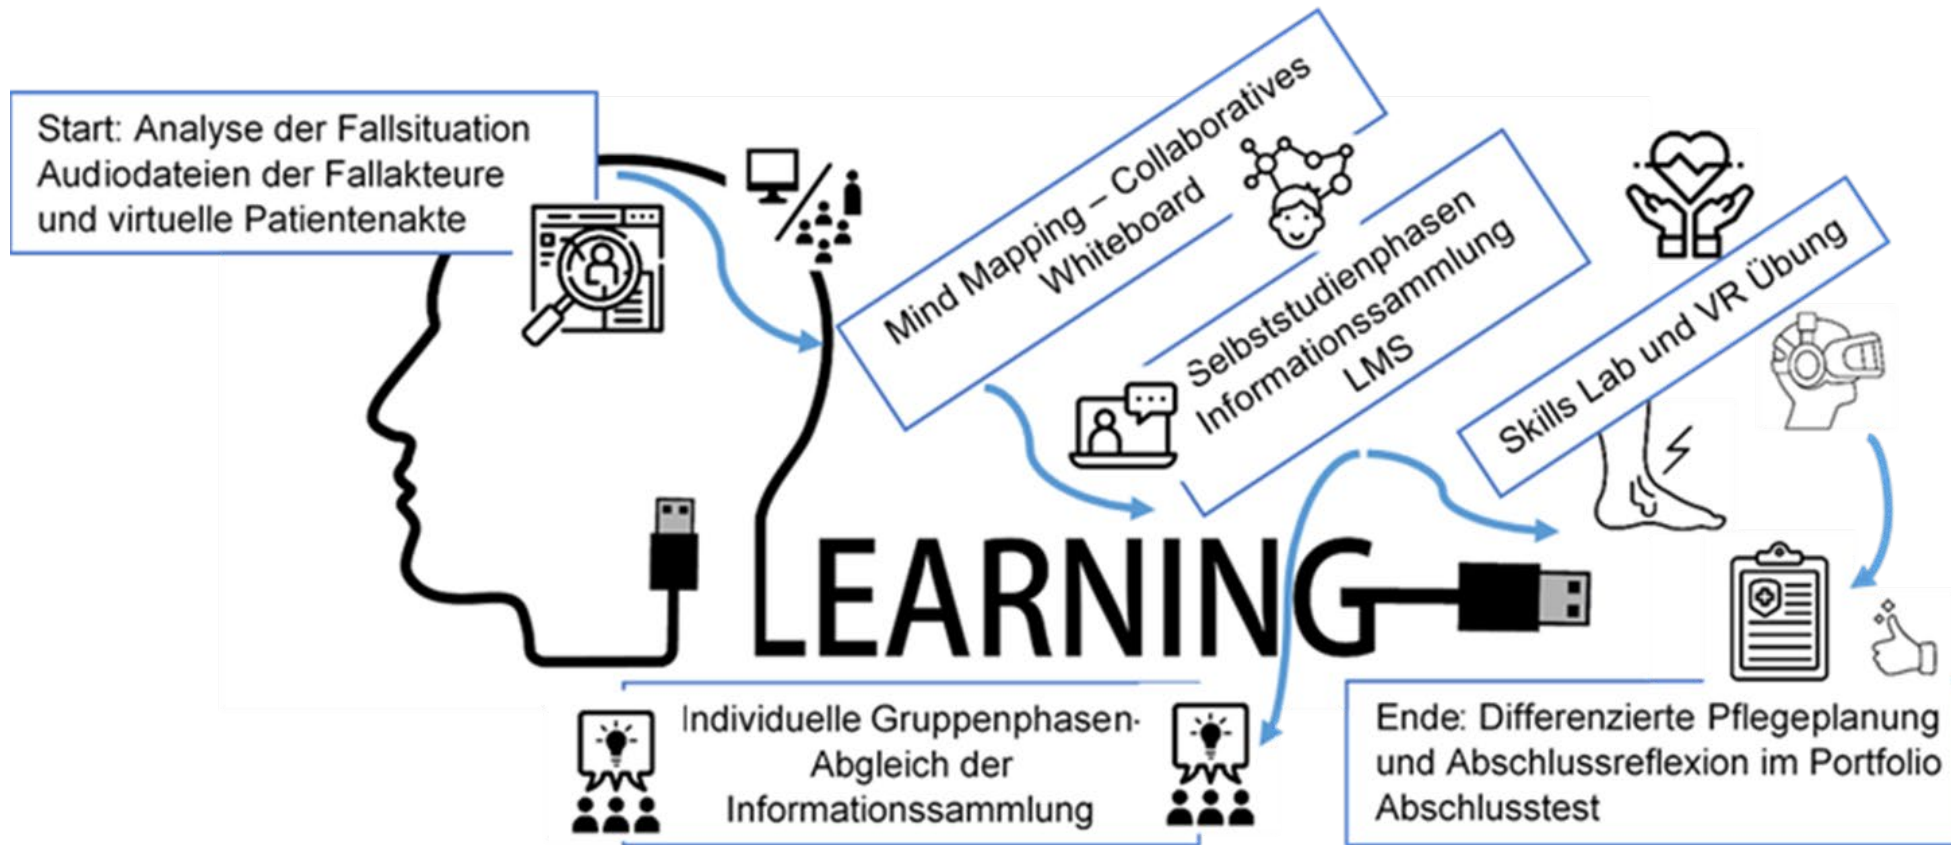 Start: Analyse der Fallsituation
Audiodateien der Fallakteure
und virtuelle Patientenakte
Mind Mapping – Collaboratives
Whiteboard
Selbststudienphasen
Informationssammlung
LMS
Skills Lab und VR Übung
LEARNING
Individuelle Gruppenphasen-
Abgleich der
Informationssammlung
Ende: Differenzierte Pflegeplanung
und Abschlussreflexion im Portfolio
Abschlusstest